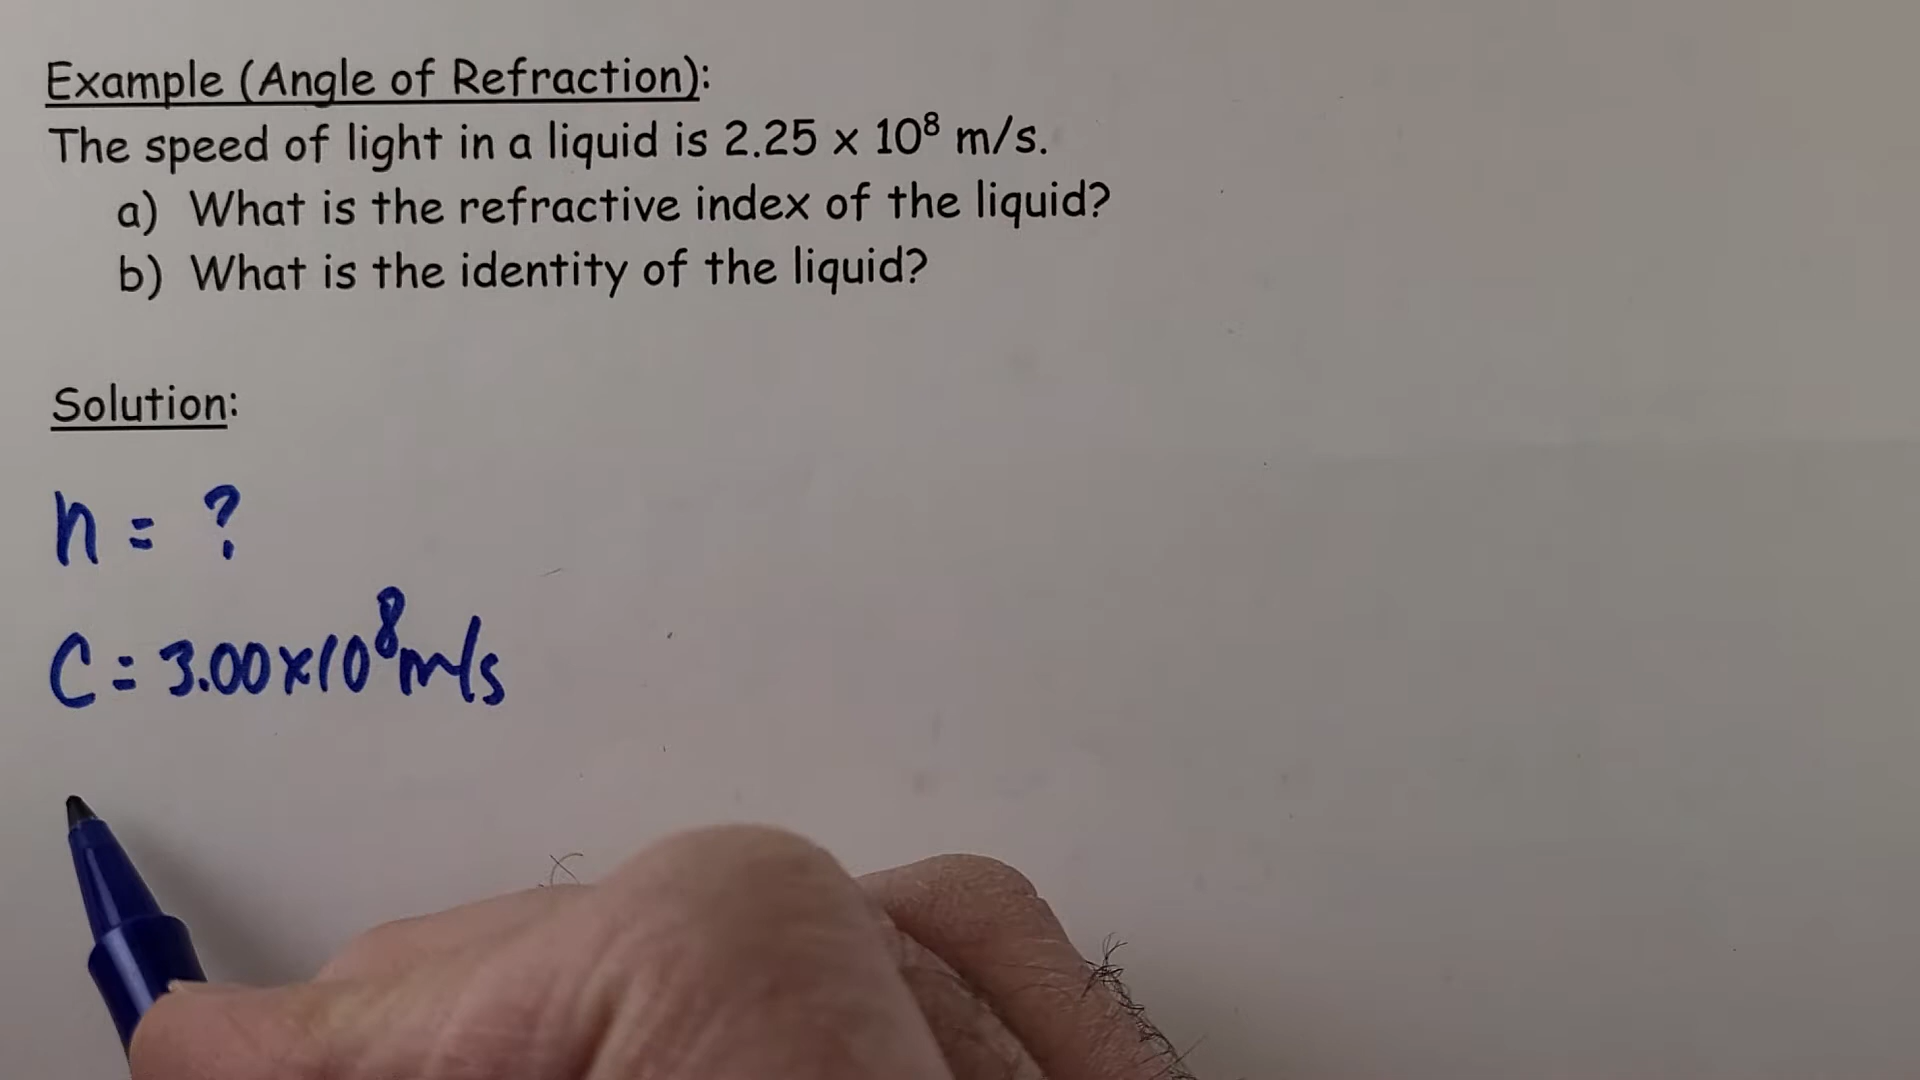 Example (Angle of Refraction):
The speed of light in a liquid is 2.25 x 10⁸ m/s.
a) What is the refractive index of the liquid?
b) What is the identity of the liquid?
Solution:
n = ?
C = 3.00x10⁸m/s